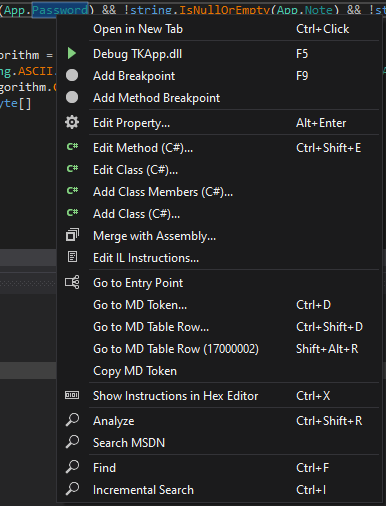 (App.Password) && !string.IsNullOrEmpty(App.Note) && !st
Open in New Tab Ctrl+Click
orithm =
Debug TKApp.dll F5
ng.ASCII.
Add Breakpoint F9
gorithm.C
Add Method Breakpoint
yte[]
Edit Property... Alt+Enter
C# Edit Method (C#)... Ctrl+Shift+E
C# Edit Class (C#)...
C# Add Class Members (C#)...
C# Add Class (C#)...
Merge with Assembly...
Edit IL Instructions...
Go to Entry Point
Go to MD Token... Ctrl+D
Go to MD Table Row... Ctrl+Shift+D
Go to MD Table Row (17000002) Shift+Alt+R
Copy MD Token
Show Instructions in Hex Editor Ctrl+X
Analyze Ctrl+Shift+R
Search MSDN
Find Ctrl+F
Incremental Search Ctrl+I